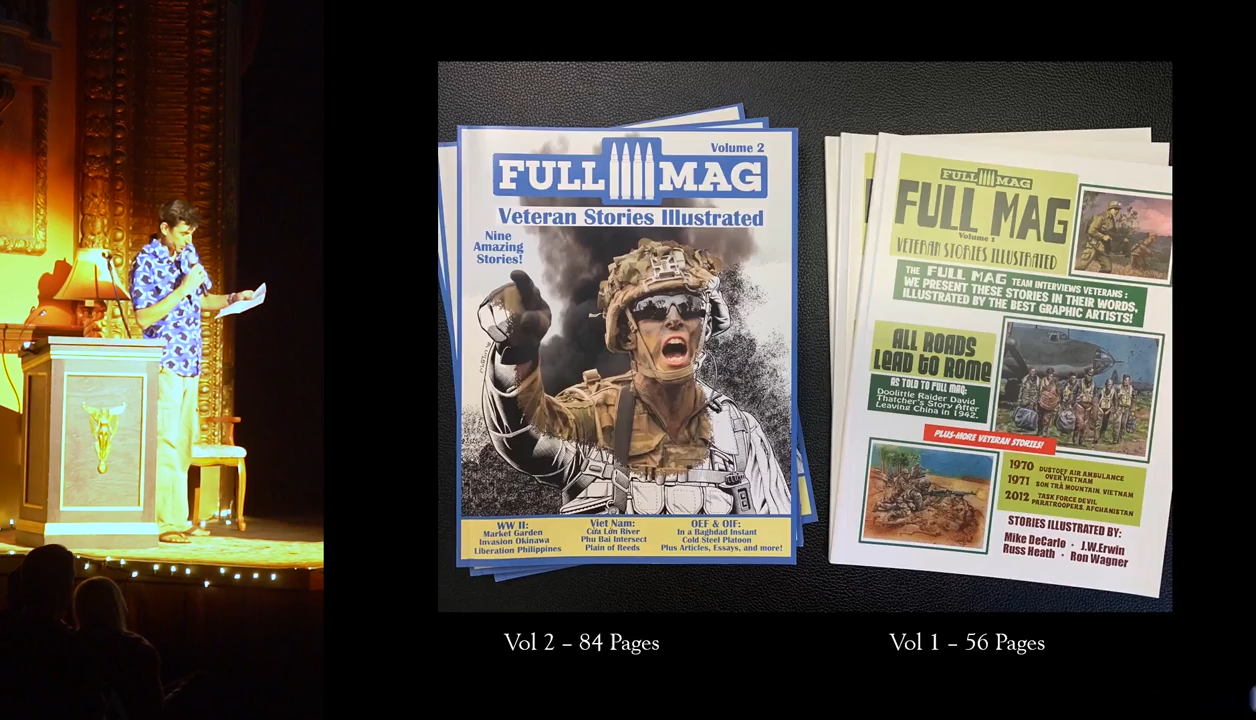 Volume 2
FULL MAG
Veteran Stories Illustrated
Nine
Amazing
Stories!
WW II:
Market Garden
Invasion Okinawa
Liberation Philippines
Viet Nam:
Cửa Lớn River
Phu Bai Intersect
Plain of Reeds
OEF & OIF:
In a Baghdad Instant
Cold Steel Platoon
Plus Articles, Essays, and more!
FULL MAG
FULL MAG
Volume 1
VETERAN STORIES ILLUSTRATED
THE FULL MAG TEAM INTERVIEWS VETERANS:
WE PRESENT THESE STORIES IN THEIR WORDS,
ILLUSTRATED BY THE BEST GRAPHIC ARTISTS!
ALL ROADS
LEAD TO ROME
AS TOLD TO FULL MAG:
Doolittle Raider David
Thatcher's Story After
Leaving China in 1942.
PLUS-MORE VETERAN STORIES!
1970 DUSTOFF AIR AMBULANCE
OVER VIETNAM
1971 SON TRÀ MOUNTAIN, VIETNAM
2012 TASK FORCE DEVIL
PARATROOPERS, AFGHANISTAN
STORIES ILLUSTRATED BY:
Mike DeCarlo · J.W.Erwin
Russ Heath · Ron Wagner
Vol 2 – 84 Pages
Vol 1 – 56 Pages